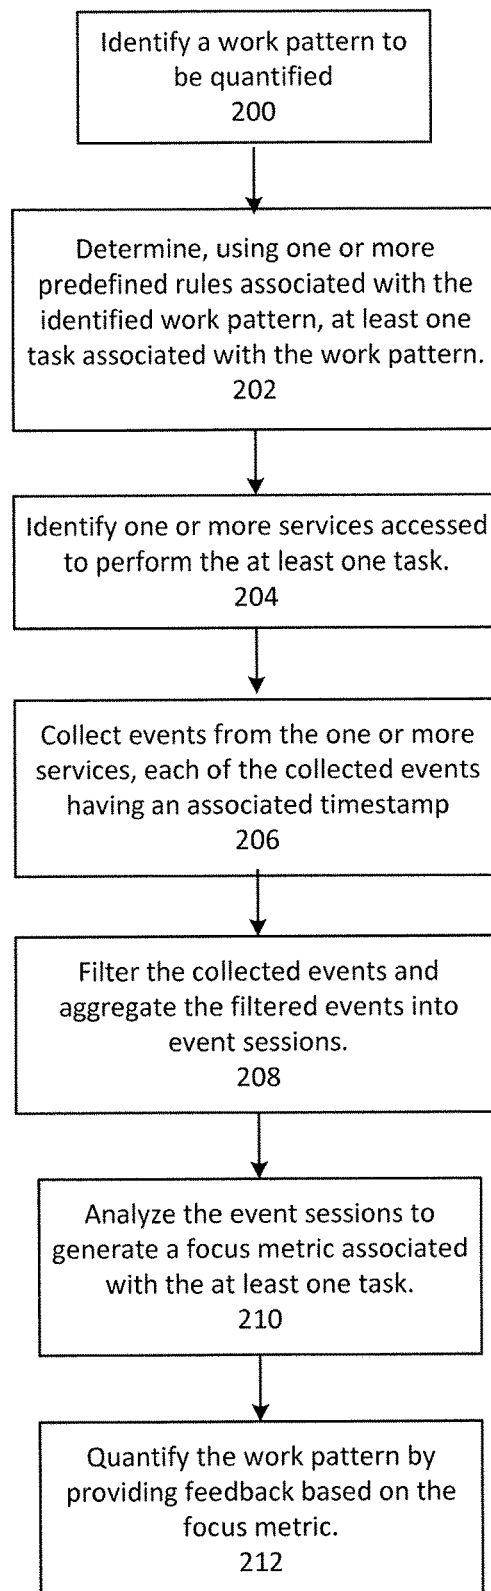 Identify a work pattern to
be quantified
200
Determine, using one or more
predefined rules associated with the
identified work pattern, at least one
task associated with the work pattern.
202
Identify one or more services accessed
to perform the at least one task.
204
Collect events from the one or more
services, each of the collected events
having an associated timestamp
206
Filter the collected events and
aggregate the filtered events into
event sessions.
208
Analyze the event sessions to
generate a focus metric associated
with the at least one task.
210
Quantify the work pattern by
providing feedback based on the
focus metric.
212